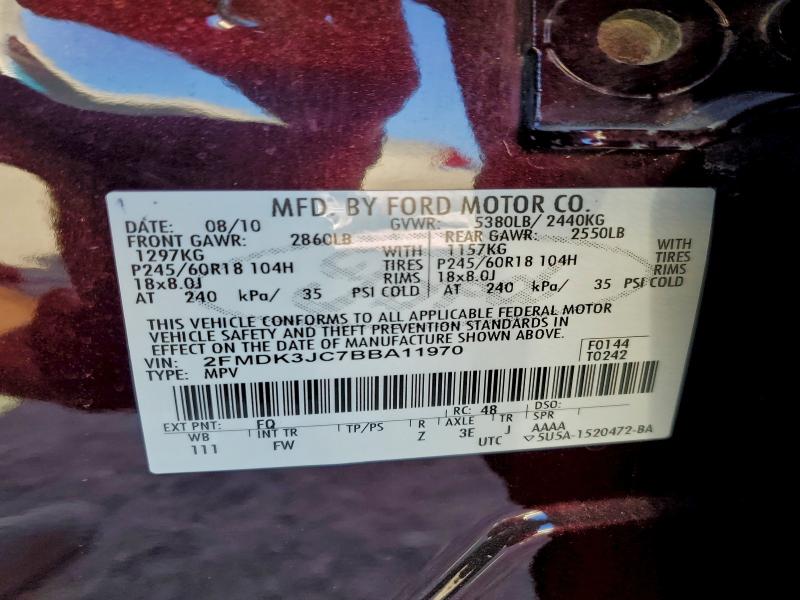 MFD. BY FORD MOTOR CO.
DATE: 08/10 GVWR: 5380LB/ 2440KG
FRONT GAWR: 2860LB REAR GAWR: 2550LB
1297KG WITH 1157KG WITH
P245/60R18 104H TIRES P245/60R18 104H TIRES
18x8.0J RIMS 18x8.0J RIMS
AT 240 kPa/ 35 PSI COLD AT 240 kPa/ 35 PSI COLD
THIS VEHICLE CONFORMS TO ALL APPLICABLE FEDERAL MOTOR
VEHICLE SAFETY AND THEFT PREVENTION STANDARDS IN
EFFECT ON THE DATE OF MANUFACTURE SHOWN ABOVE.
VIN: 2FMDK3JC7BBA11970 F0144
TYPE: MPV T0242
EXT PNT: FQ RC: 48 DSO:
WB INT TR TP/PS R AXLE TR SPR
111 FW Z 3E J AAAA
UTC ▽5U5A-1520472-BA
Ford